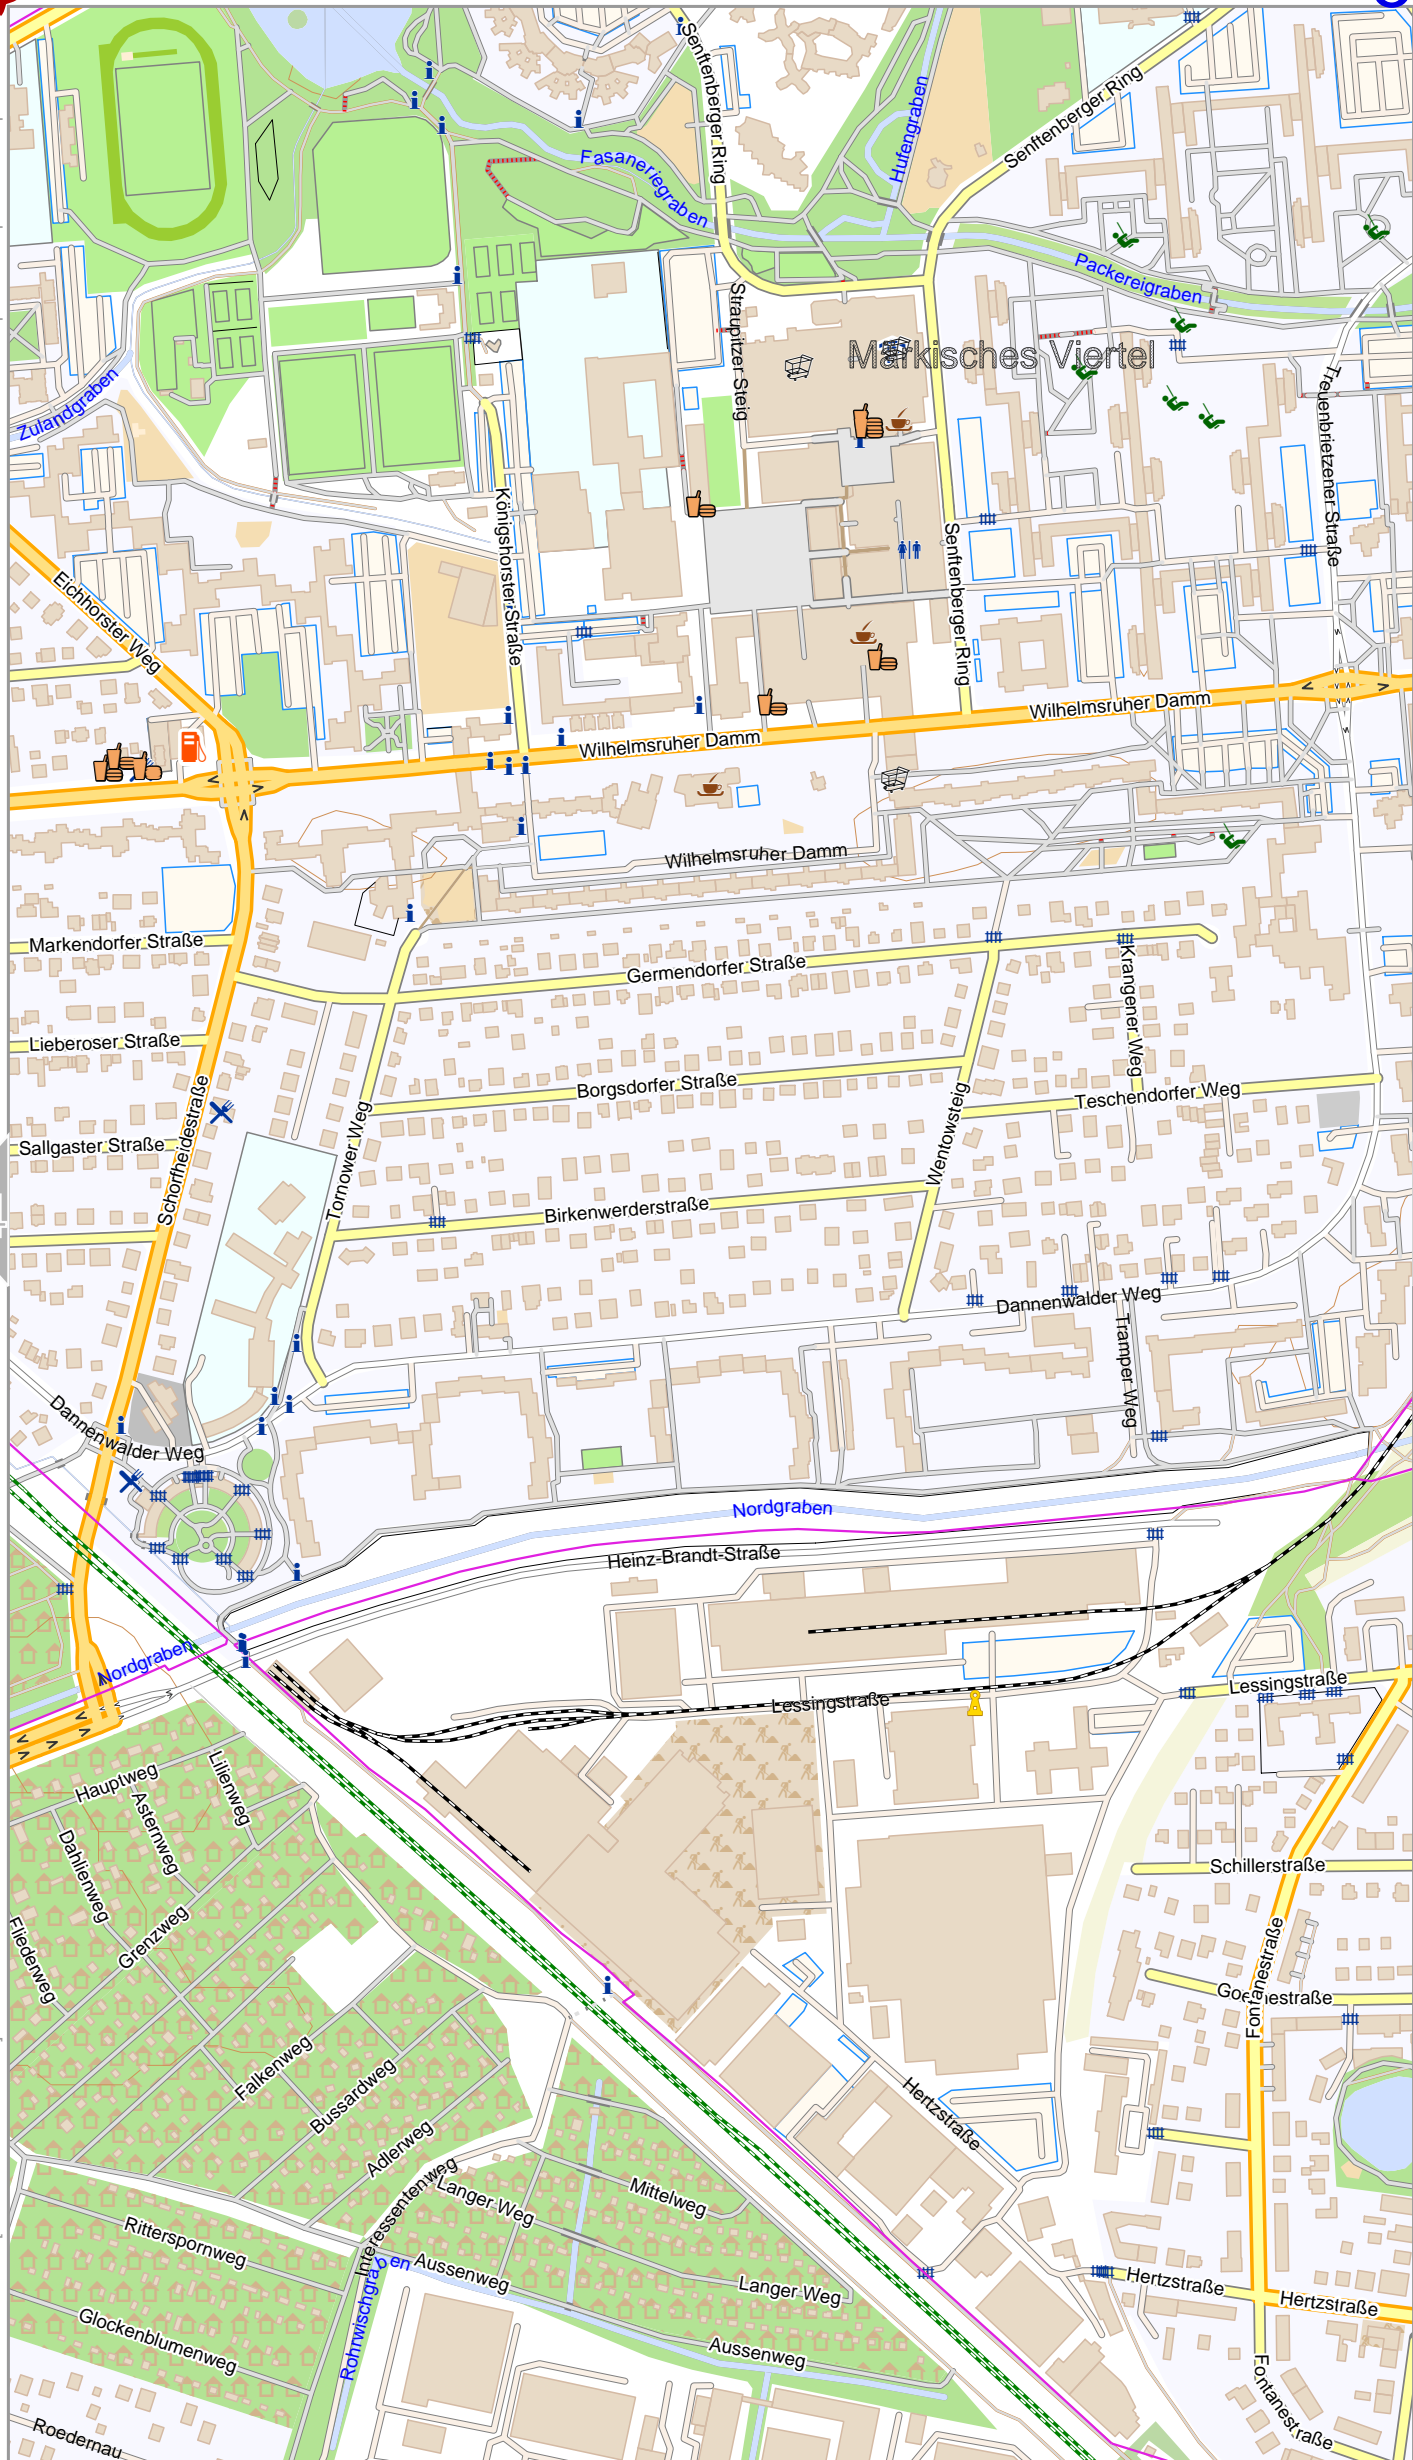 Senftenberger Ring
Senftenberger Ring
Hufengraben
Fasaneriegraben
Packereigraben
Straupitzer Steig
Märkisches Viertel
Zulandgraben
Treuenbrietzener Straße
Königshorster Straße
Senftenberger Ring
Eichhorster Weg
Wilhelmsruher Damm
Wilhelmsruher Damm
Wilhelmsruher Damm
Markendorfer Straße
Germendorfer Straße
Krangener Weg
Lieberoser Straße
Borgsdorfer Straße
Teschendorfer Weg
Schorfheidestraße
Sallgaster Straße
Tornower Weg
Wentowsteig
Birkenwerderstraße
Dannenwalder Weg
Tramper Weg
Dannenwalder Weg
Nordgraben
Heinz-Brandt-Straße
Nordgraben
Lessingstraße
Lessingstraße
Hauptweg
Lilienweg
Asternweg
Dahlienweg
Schillerstraße
Grenzweg
Fliederweg
Fontanestraße
Falkenweg
Bussardweg
Adlerweg
Hertzstraße
Interessentenweg
Langer Weg
Mittelweg
Ritterspornweg
Aussenweg
Langer Weg
Hertzstraße
Hertzstraße
Glockenblumenweg
Rohrwischgraben
Aussenweg
Fontanestraße
Roedernau